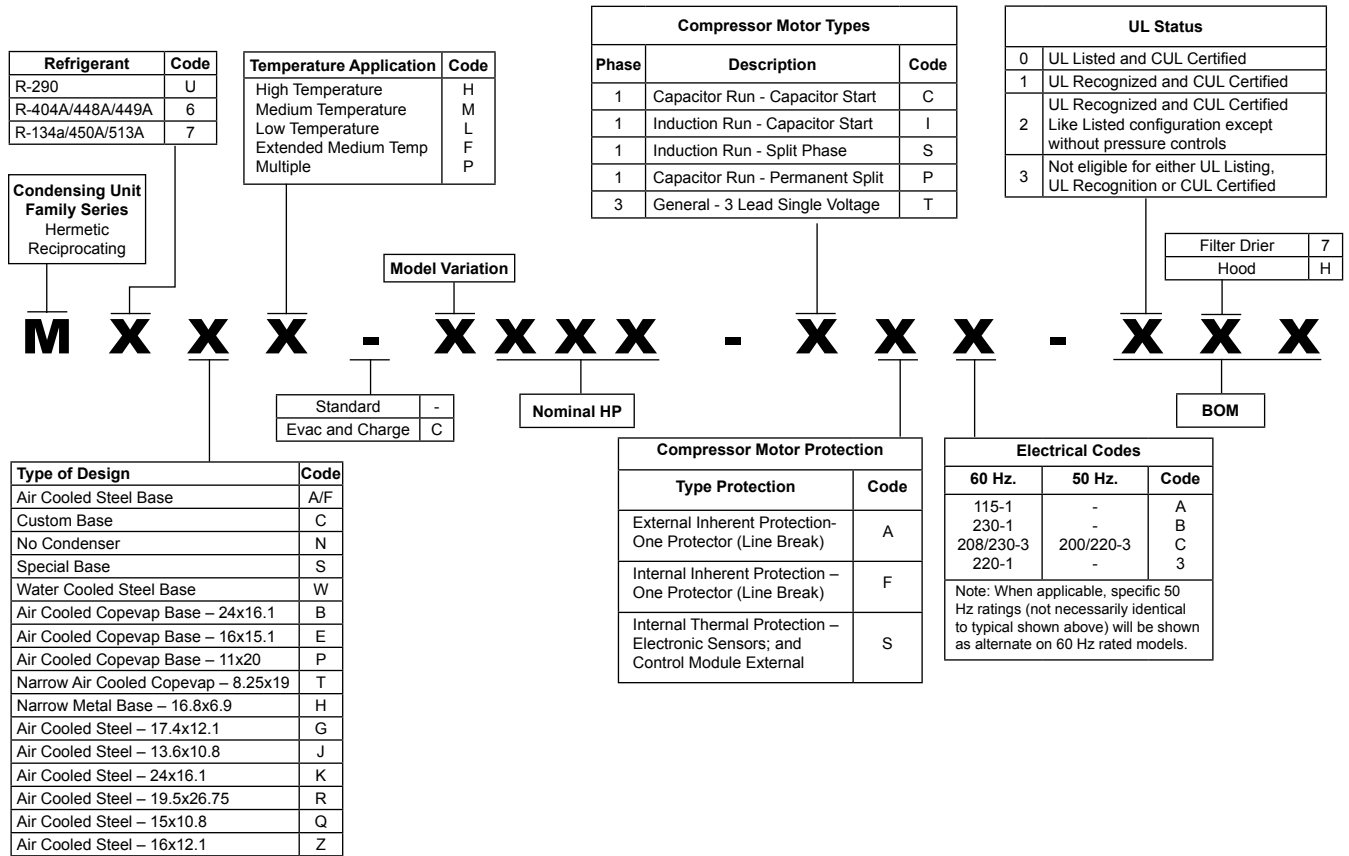 Refrigerant Code
R-290 U
R-404A/448A/449A 6
R-134a/450A/513A 7
Temperature Application Code
High Temperature H
Medium Temperature M
Low Temperature L
Extended Medium Temp F
Multiple P
Compressor Motor Types
Phase Description Code
1 Capacitor Run - Capacitor Start C
1 Induction Run - Capacitor Start I
1 Induction Run - Split Phase S
1 Capacitor Run - Permanent Split P
3 General - 3 Lead Single Voltage T
UL Status
0 UL Listed and CUL Certified
1 UL Recognized and CUL Certified
UL Recognized and CUL Certified
2 Like Listed configuration except
without pressure controls
3 Not eligible for either UL Listing,
UL Recognition or CUL Certified
Condensing Unit
Family Series
Hermetic
Reciprocating
Model Variation
Filter Drier 7
Hood H
M X X X - X X X X - X X X - X X X
Standard -
Evac and Charge C
Nominal HP
BOM
Type of Design Code
Air Cooled Steel Base A/F
Custom Base C
No Condenser N
Special Base S
Water Cooled Steel Base W
Air Cooled Copevap Base – 24x16.1 B
Air Cooled Copevap Base – 16x15.1 E
Air Cooled Copevap Base – 11x20 P
Narrow Air Cooled Copevap – 8.25x19 T
Narrow Metal Base – 16.8x6.9 H
Air Cooled Steel – 17.4x12.1 G
Air Cooled Steel – 13.6x10.8 J
Air Cooled Steel – 24x16.1 K
Air Cooled Steel – 19.5x26.75 R
Air Cooled Steel – 15x10.8 Q
Air Cooled Steel – 16x12.1 Z
Compressor Motor Protection
Type Protection Code
External Inherent Protection-
One Protector (Line Break) A
Internal Inherent Protection –
One Protector (Line Break) F
Internal Thermal Protection –
Electronic Sensors; and S
Control Module External
Electrical Codes
60 Hz. 50 Hz. Code
115-1 - A
230-1 - B
208/230-3 200/220-3 C
220-1 - 3
Note: When applicable, specific 50
Hz ratings (not necessarily identical
to typical shown above) will be shown
as alternate on 60 Hz rated models.